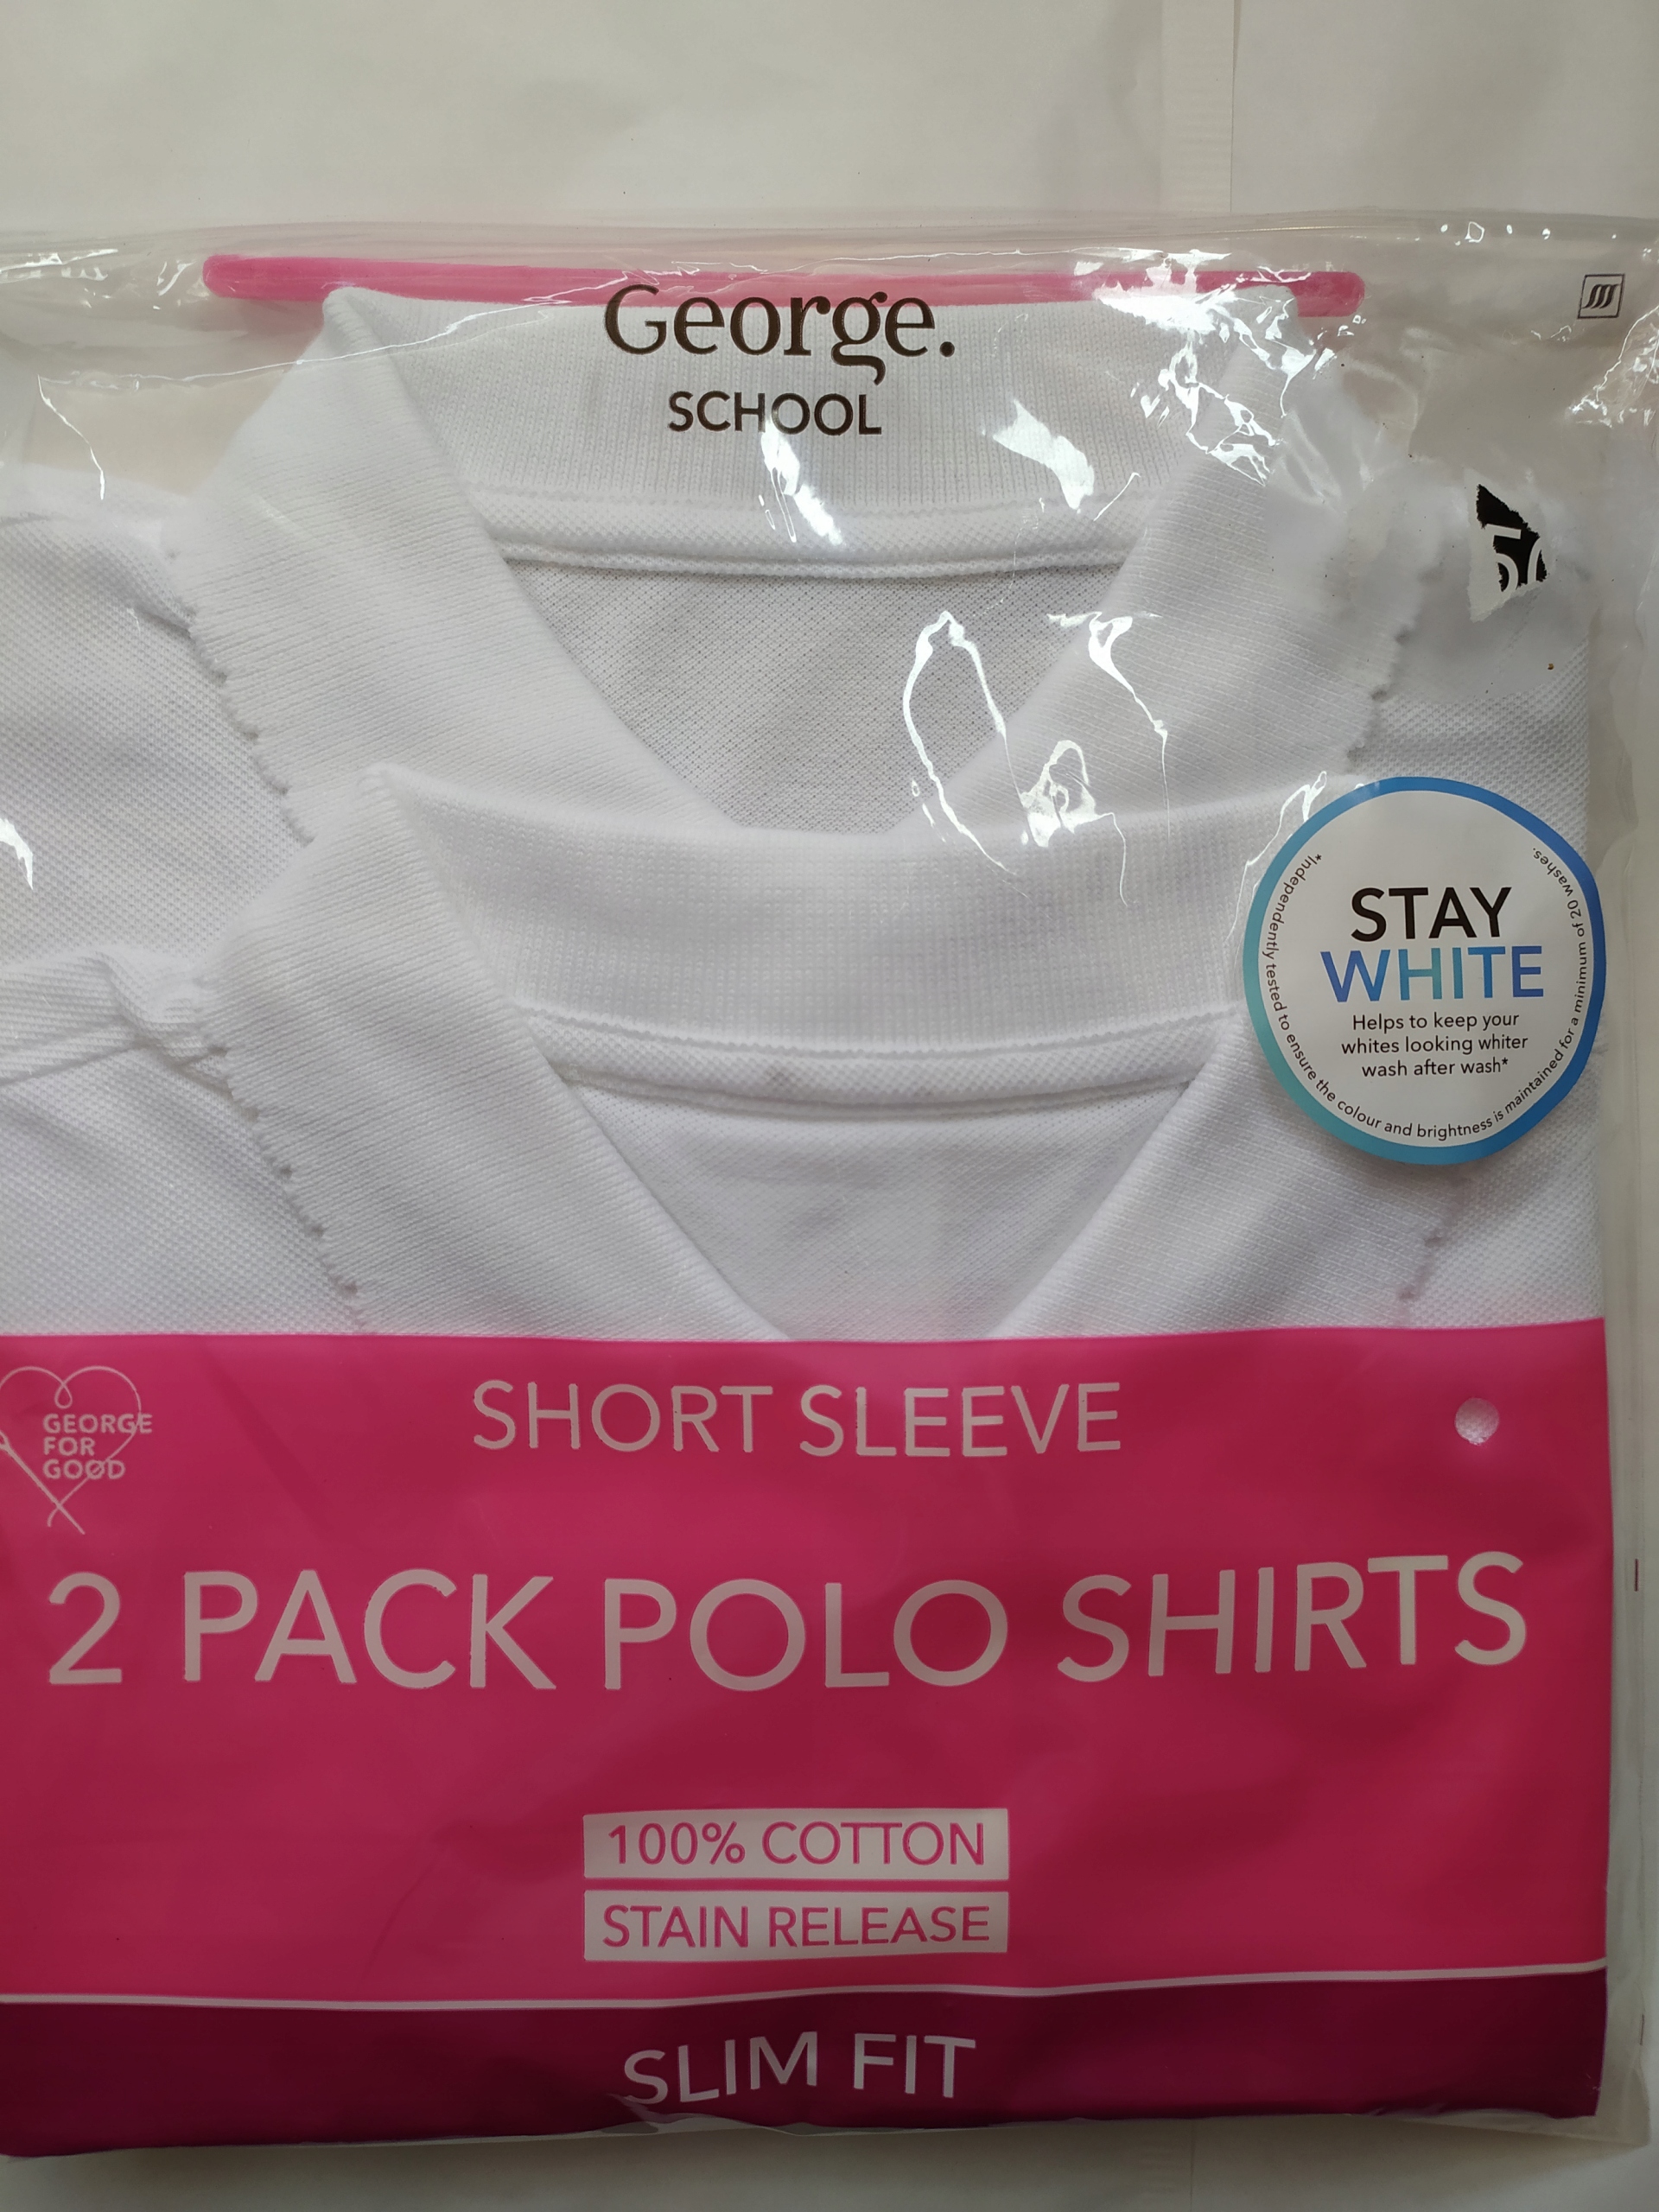 George.
SCHOOL
STAY
WHITE
Helps to keep your
whites looking whiter
wash after wash*
*Independently tested to ensure the colour and brightness is maintained for a minimum of 20 washes.
GEORGE
FOR
GOOD
SHORT SLEEVE
2 PACK POLO SHIRTS
100% COTTON
STAIN RELEASE
SLIM FIT